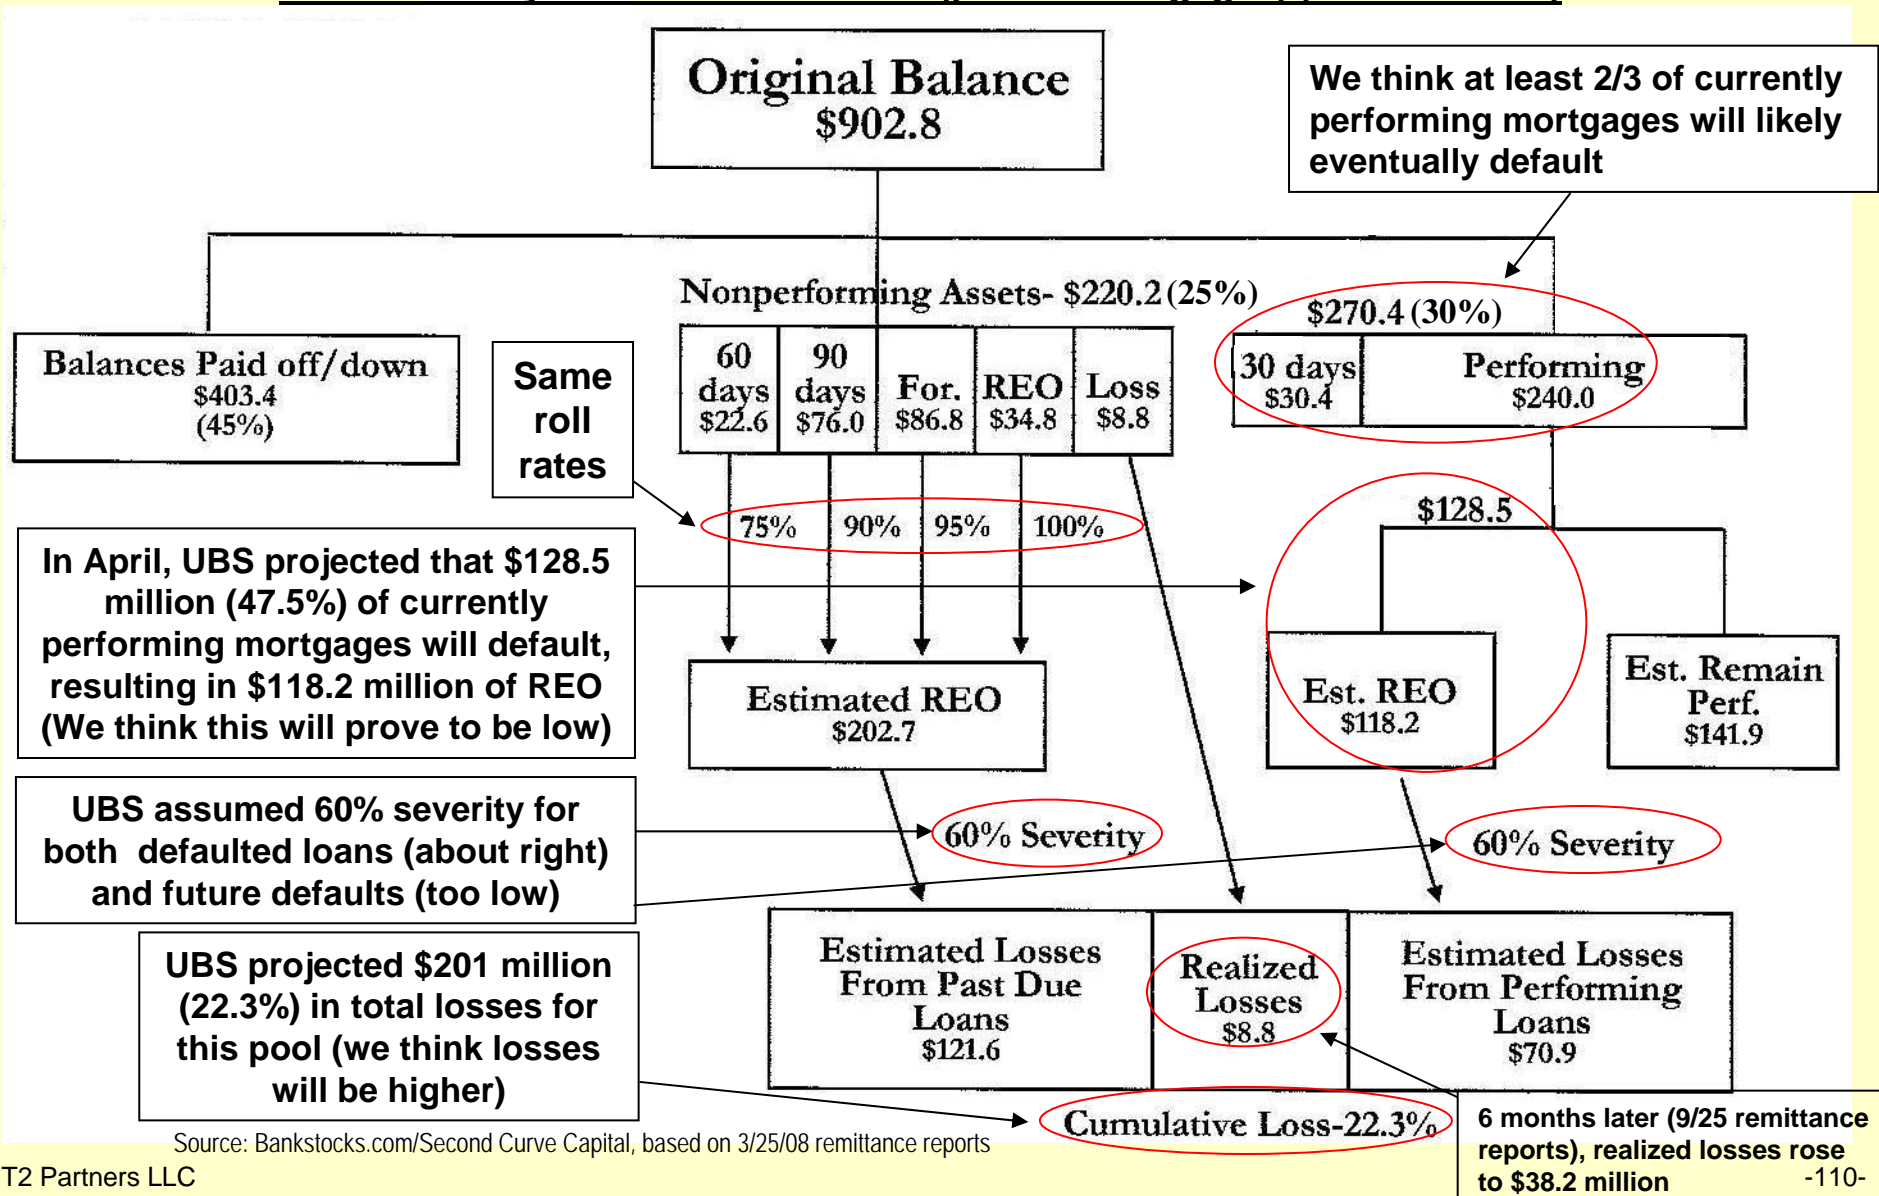 Original Balance
$902.8
We think at least 2/3 of currently
performing mortgages will likely
eventually default
Nonperforming Assets- $220.2 (25%)
$270.4 (30%)
Balances Paid off/down
$403.4
(45%)
Same
roll
rates
60
days
$22.6
90
days
$76.0
For.
$86.8
REO
$34.8
Loss
$8.8
30 days
$30.4
Performing
$240.0
75% 90% 95% 100%
$128.5
In April, UBS projected that $128.5
million (47.5%) of currently
performing mortgages will default,
resulting in $118.2 million of REO
(We think this will prove to be low)
Estimated REO
$202.7
Est. REO
$118.2
Est. Remain
Perf.
$141.9
UBS assumed 60% severity for
both defaulted loans (about right)
and future defaults (too low)
60% Severity
60% Severity
UBS projected $201 million
(22.3%) in total losses for
this pool (we think losses
will be higher)
Estimated Losses
From Past Due
Loans
$121.6
Realized
Losses
$8.8
Estimated Losses
From Performing
Loans
$70.9
Cumulative Loss-22.3%
6 months later (9/25 remittance
reports), realized losses rose
to $38.2 million
Source: Bankstocks.com/Second Curve Capital, based on 3/25/08 remittance reports
T2 Partners LLC
-110-